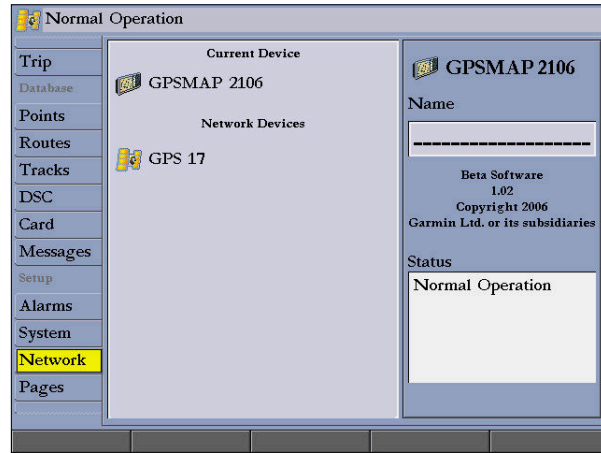 Normal Operation
Trip
Database
Points
Routes
Tracks
DSC
Card
Messages
Setup
Alarms
System
Network
Pages
Current Device
GPSMAP 2106
Network Devices
GPS 17
GPSMAP 2106
Name
--------------------
Beta Software
1.02
Copyright 2006
Garmin Ltd. or its subsidiaries
Status
Normal Operation